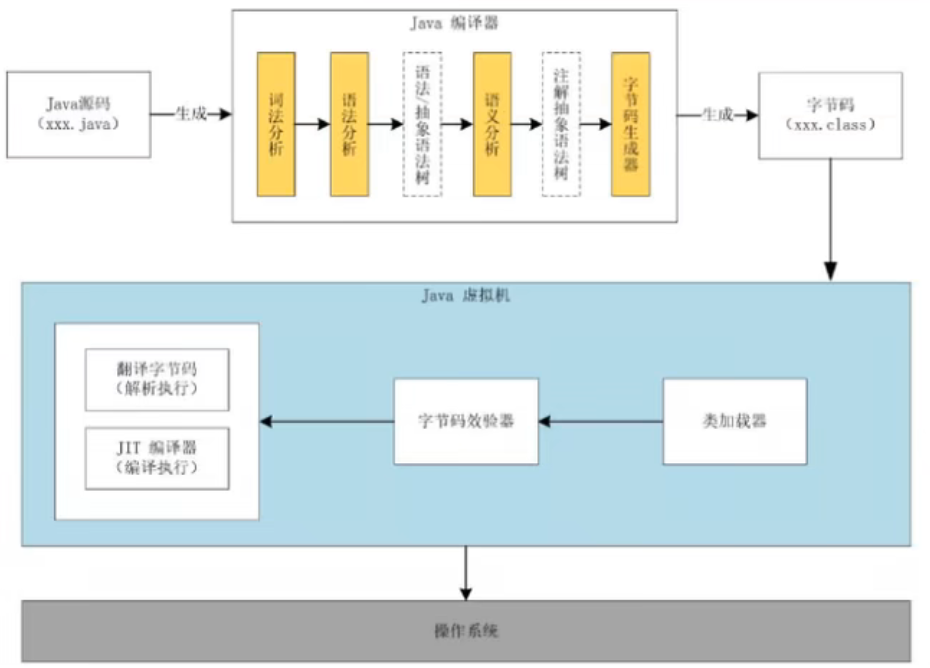 Java 编译器
Java源码
(xxx.java)
生成
词法分析
语法分析
语法/抽象语法树
语义分析
注解抽象语法树
字节码生成器
生成
字节码
(xxx.class)
Java 虚拟机
翻译字节码
(解析执行)
JIT 编译器
(编译执行)
字节码效验器
类加载器
操作系统